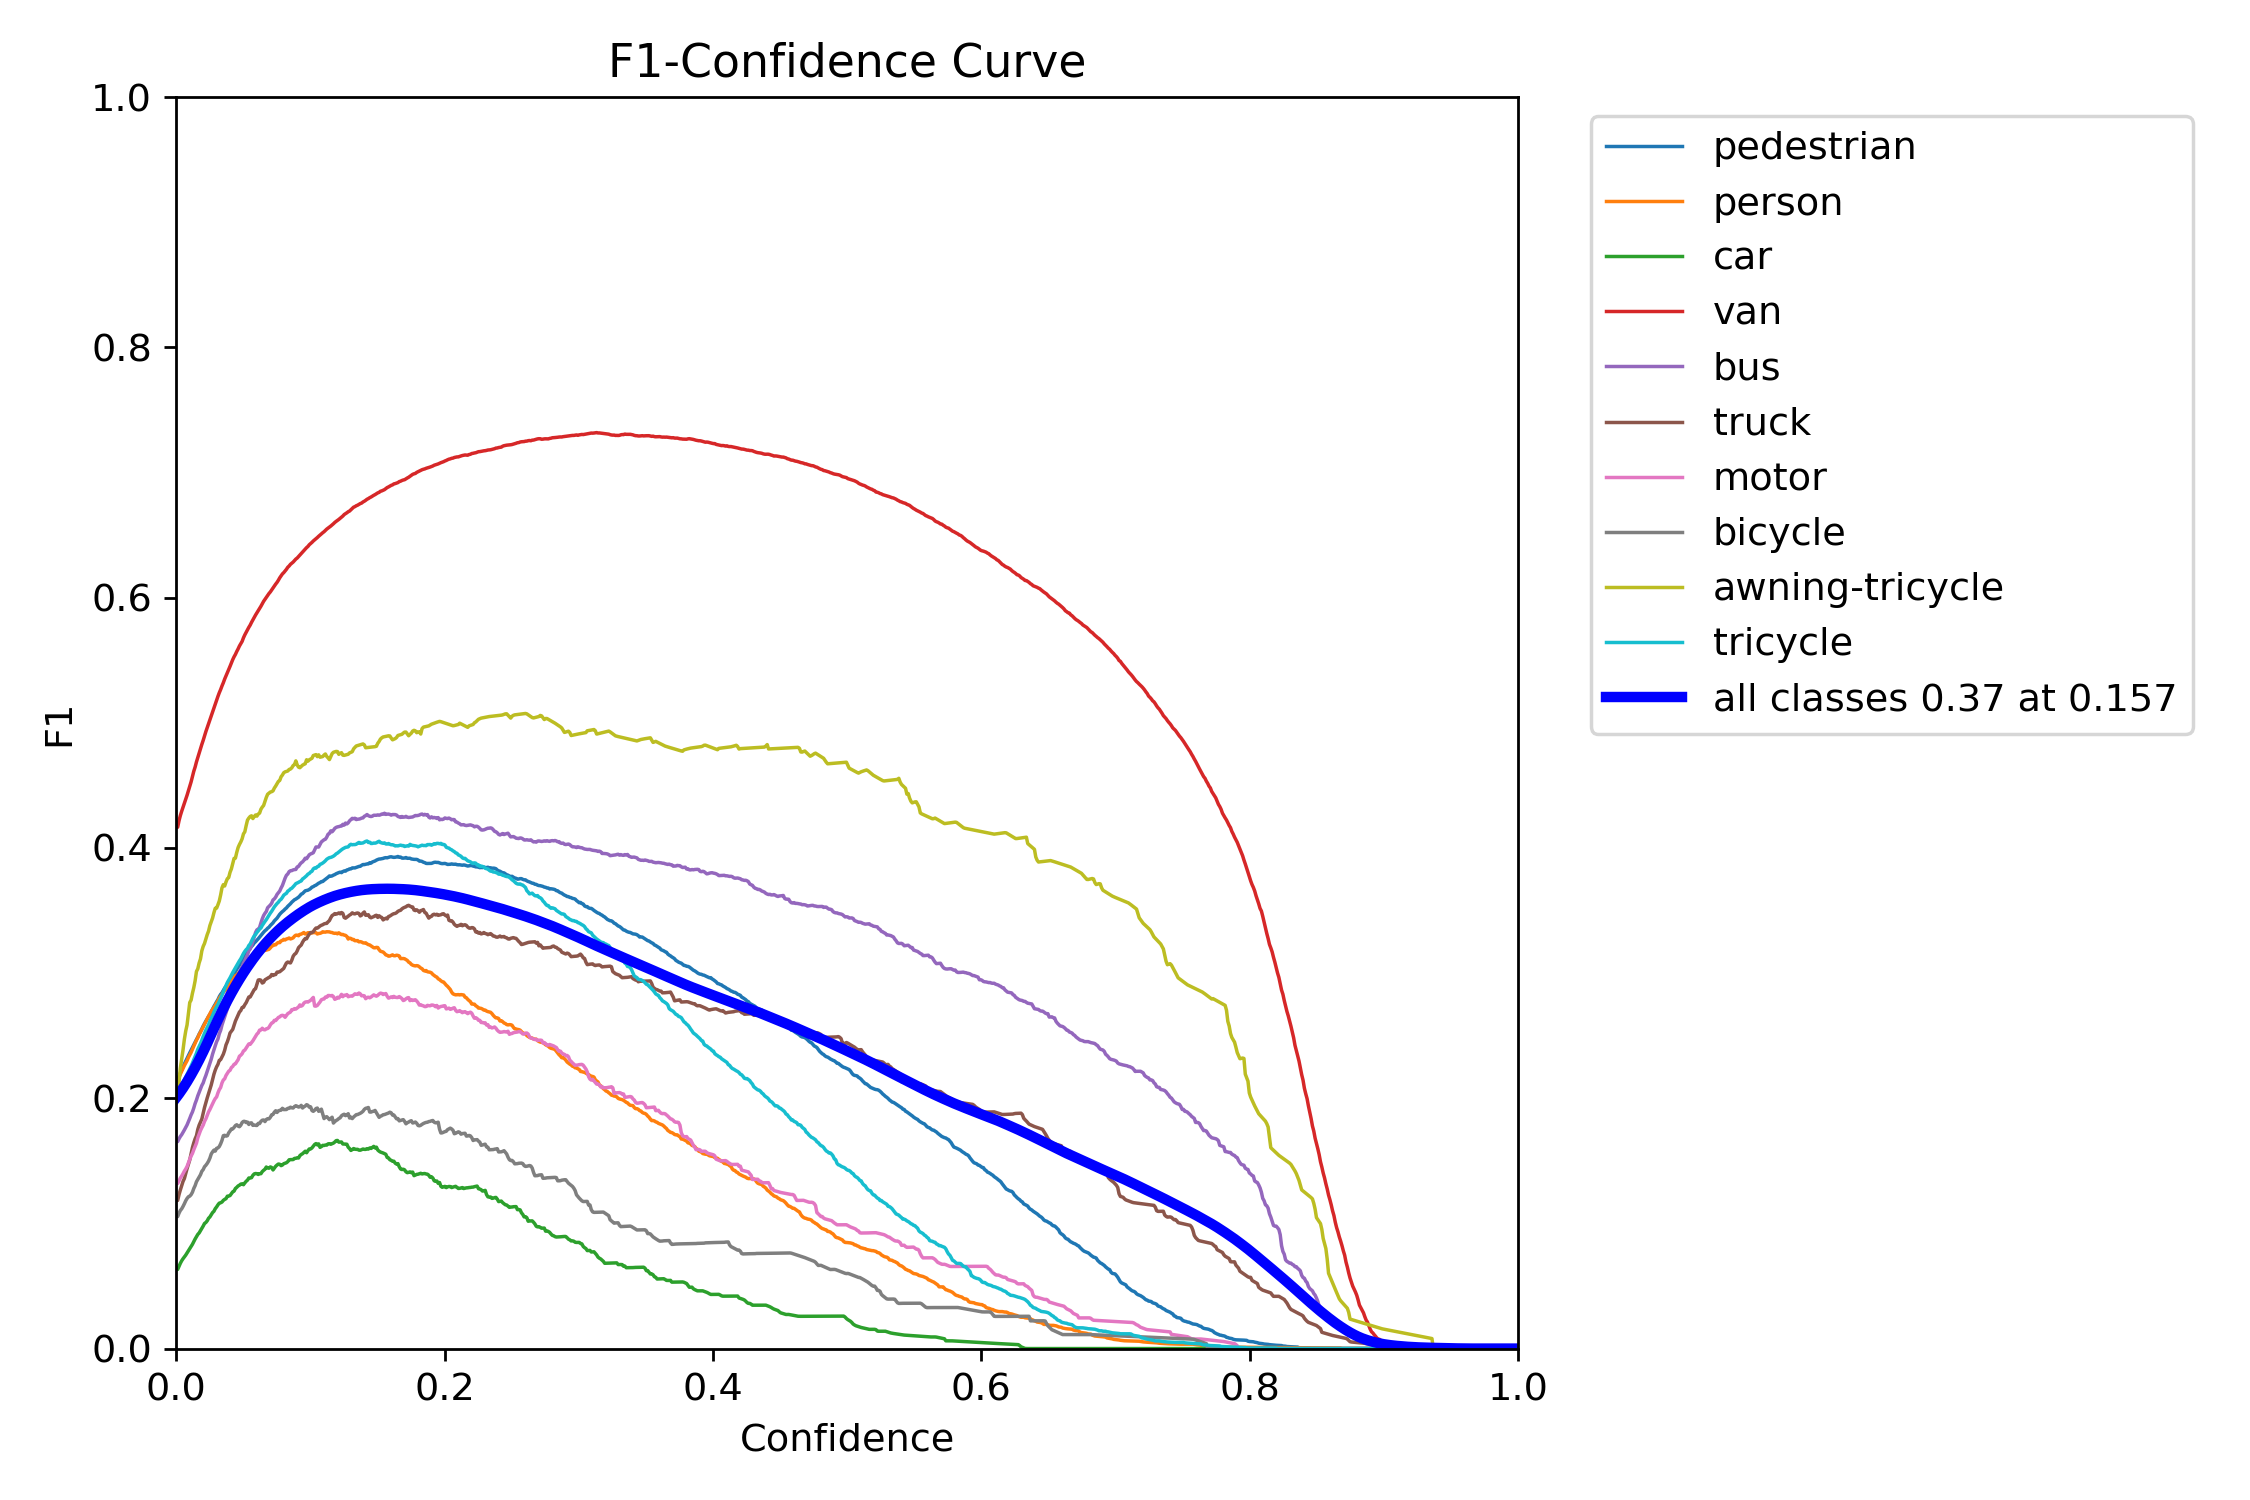 F1-Confidence Curve
1.0
0.8
0.6
0.4
0.2
0.0
F1
0.0 0.2 0.4 0.6 0.8 1.0
Confidence
pedestrian
person
car
van
bus
truck
motor
bicycle
awning-tricycle
tricycle
all classes 0.37 at 0.157